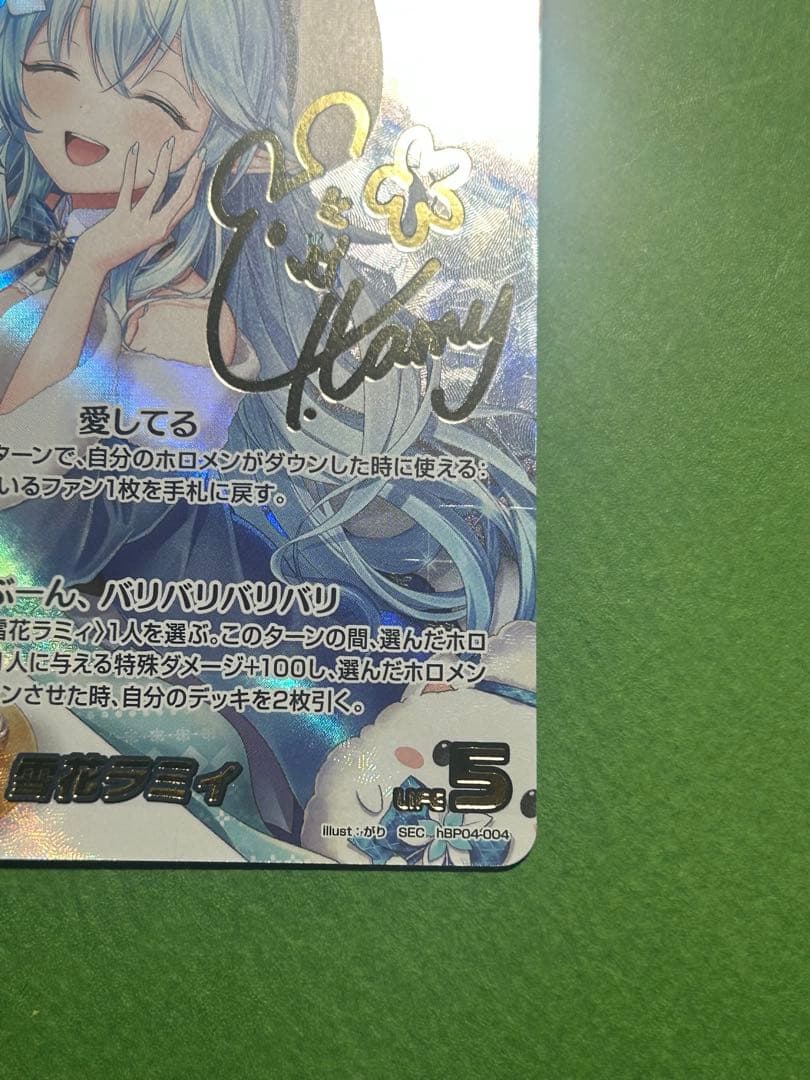 Y.Lamy
愛してる
ターンで、自分のホロメンがダウンした時に使える:
いるファン1枚を手札に戻す。
ぶーん、バリバリバリバリ
雪花ラミィ〉1人を選ぶ。このターンの間、選んだホロ
1人に与える特殊ダメージ+100し、選んだホロメン
ンさせた時、自分のデッキを2枚引く。
雪花ラミィ
LIFE 5
illust:がり SEC hBP04-004